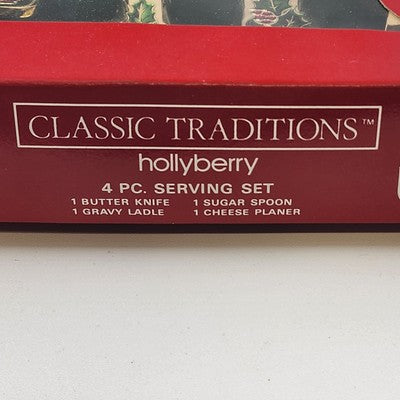 CLASSIC TRADITIONS™
hollyberry
4 PC. SERVING SET
1 BUTTER KNIFE 1 SUGAR SPOON
1 GRAVY LADLE 1 CHEESE PLANER